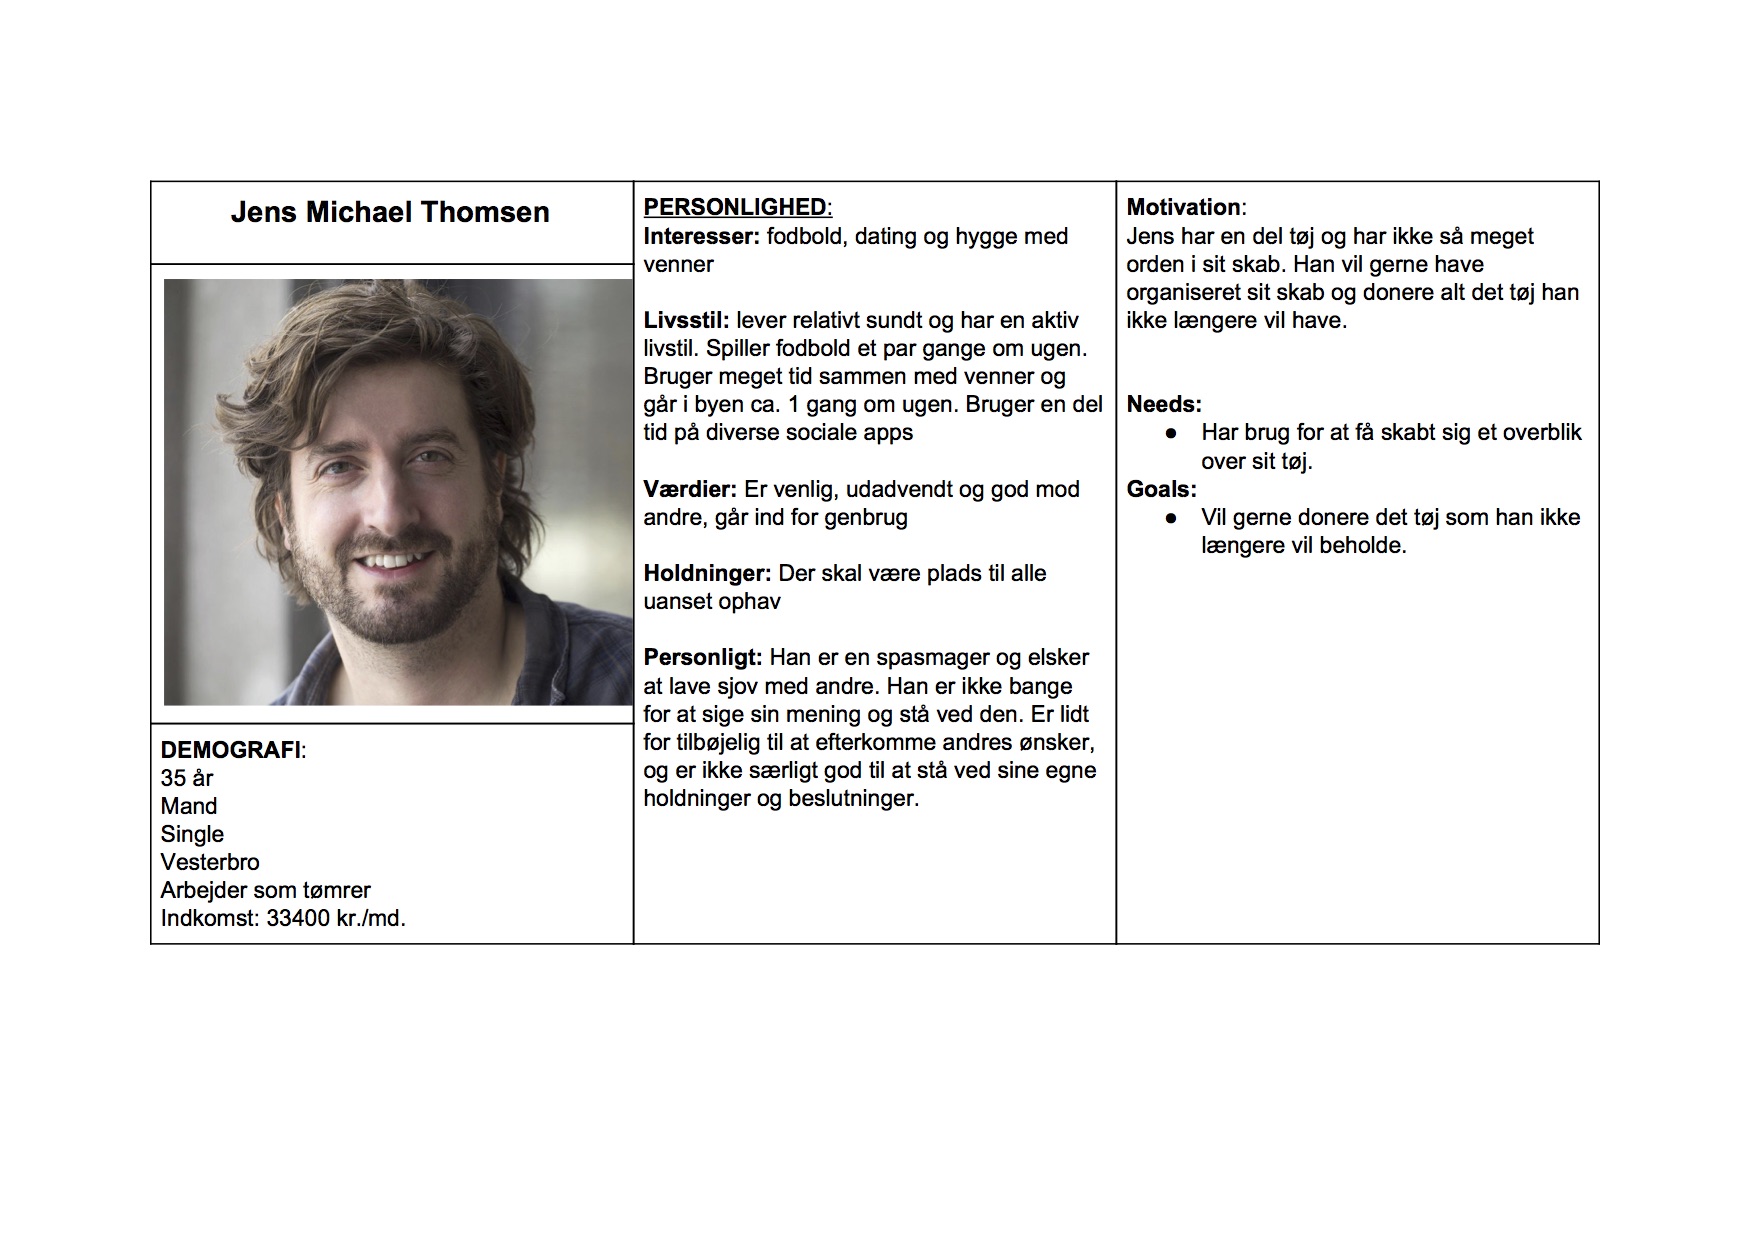 Jens Michael Thomsen
DEMOGRAFI:
35 år
Mand
Single
Vesterbro
Arbejder som tømrer
Indkomst: 33400 kr./md.
PERSONLIGHED:
Interesser: fodbold, dating og hygge med
venner
Livsstil: lever relativt sundt og har en aktiv
livstil. Spiller fodbold et par gange om ugen.
Bruger meget tid sammen med venner og
går i byen ca. 1 gang om ugen. Bruger en del
tid på diverse sociale apps
Værdier: Er venlig, udadvendt og god mod
andre, går ind for genbrug
Holdninger: Der skal være plads til alle
uanset ophav
Personligt: Han er en spasmager og elsker
at lave sjov med andre. Han er ikke bange
for at sige sin mening og stå ved den. Er lidt
for tilbøjelig til at efterkomme andres ønsker,
og er ikke særligt god til at stå ved sine egne
holdninger og beslutninger.
Motivation:
Jens har en del tøj og har ikke så meget
orden i sit skab. Han vil gerne have
organiseret sit skab og donere alt det tøj han
ikke længere vil have.
Needs:
● Har brug for at få skabt sig et overblik
over sit tøj.
Goals:
● Vil gerne donere det tøj som han ikke
længere vil beholde.